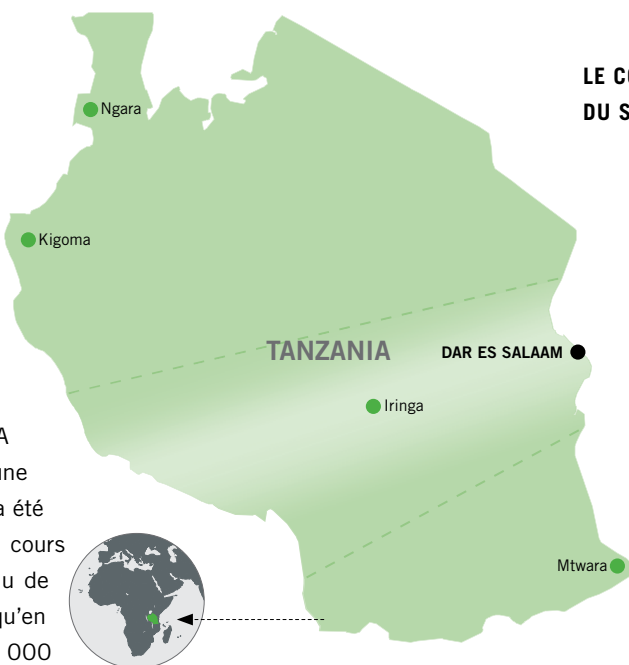 LE CO
DU S
Ngara
Kigoma
TANZANIA
DAR ES SALAAM
Iringa
A
une
a été
cours
u de
qu'en
000
Mtwara